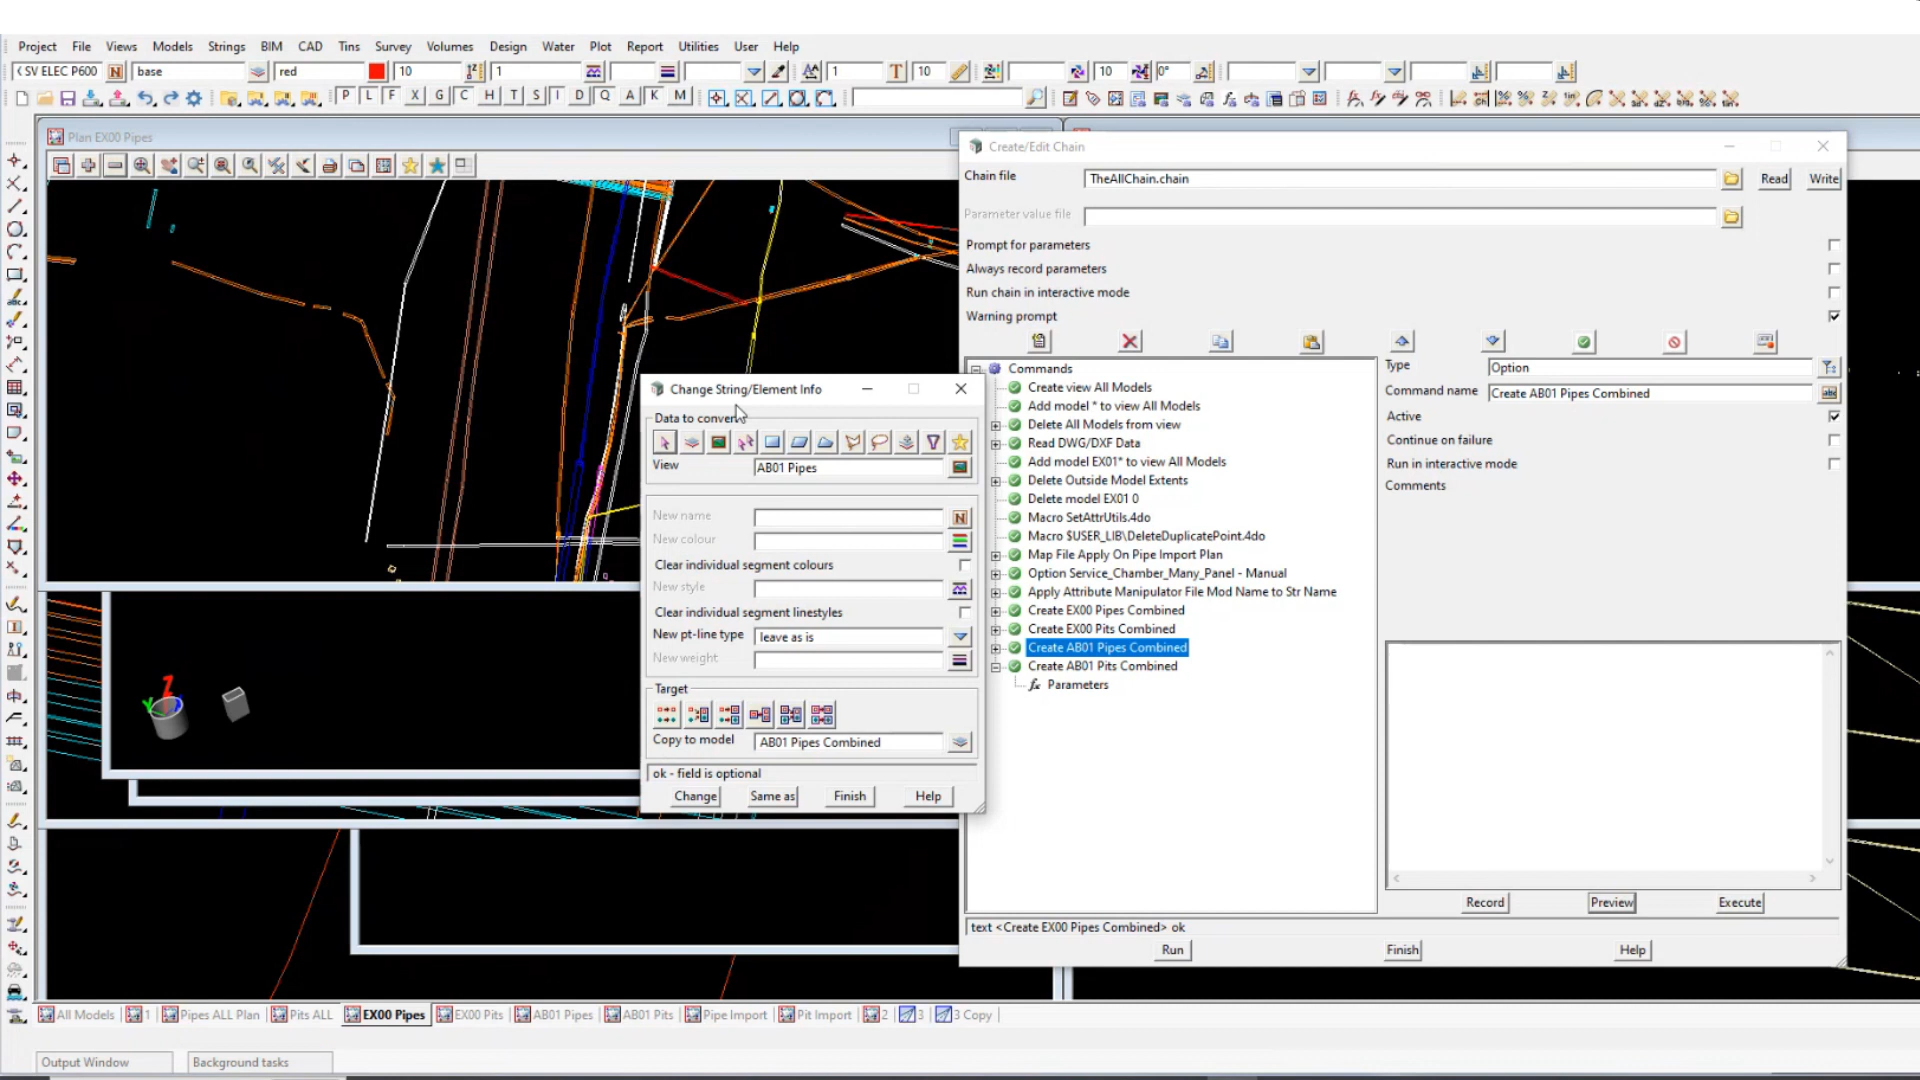 Project File Views Models Strings BIM CAD Tins Survey Volumes Design Water Plot Report Utilities User Help
SV ELEC P600 base red 10 1 1 10 10 0°
P L F X G C H T S I D Q A K M
Plan EX00 Pipes
Create/Edit Chain
Chain file TheAllChain.chain Read Write
Parameter value file
Prompt for parameters
Always record parameters
Run chain in interactive mode
Warning prompt
Commands
Create view All Models
Add model * to view All Models
Delete All Models from view
Read DWG/DXF Data
Add model EX01* to view All Models
Delete Outside Model Extents
Delete model EX01 0
Macro SetAttrUtils.4do
Macro $USER_LIB\DeleteDuplicatePoint.4do
Map File Apply On Pipe Import Plan
Option Service_Chamber_Many_Panel - Manual
Apply Attribute Manipulator File Mod Name to Str Name
Create EX00 Pipes Combined
Create EX00 Pits Combined
Create AB01 Pipes Combined
Create AB01 Pits Combined
Parameters
Type Option
Command name Create AB01 Pipes Combined
Active
Continue on failure
Run in interactive mode
Comments
Record Preview Execute
text <Create EX00 Pipes Combined> ok
Run Finish Help
Change String/Element Info
Data to convert
View AB01 Pipes
New name
New colour
Clear individual segment colours
New style
Clear individual segment linestyles
New pt-line type leave as is
New weight
Target
Copy to model AB01 Pipes Combined
ok - field is optional
Change Same as Finish Help
Z
Y
All Models 1 Pipes ALL Plan Pits ALL EX00 Pipes EX00 Pits AB01 Pipes AB01 Pits Pipe Import Pit Import 2 3 3 Copy
Output Window Background tasks